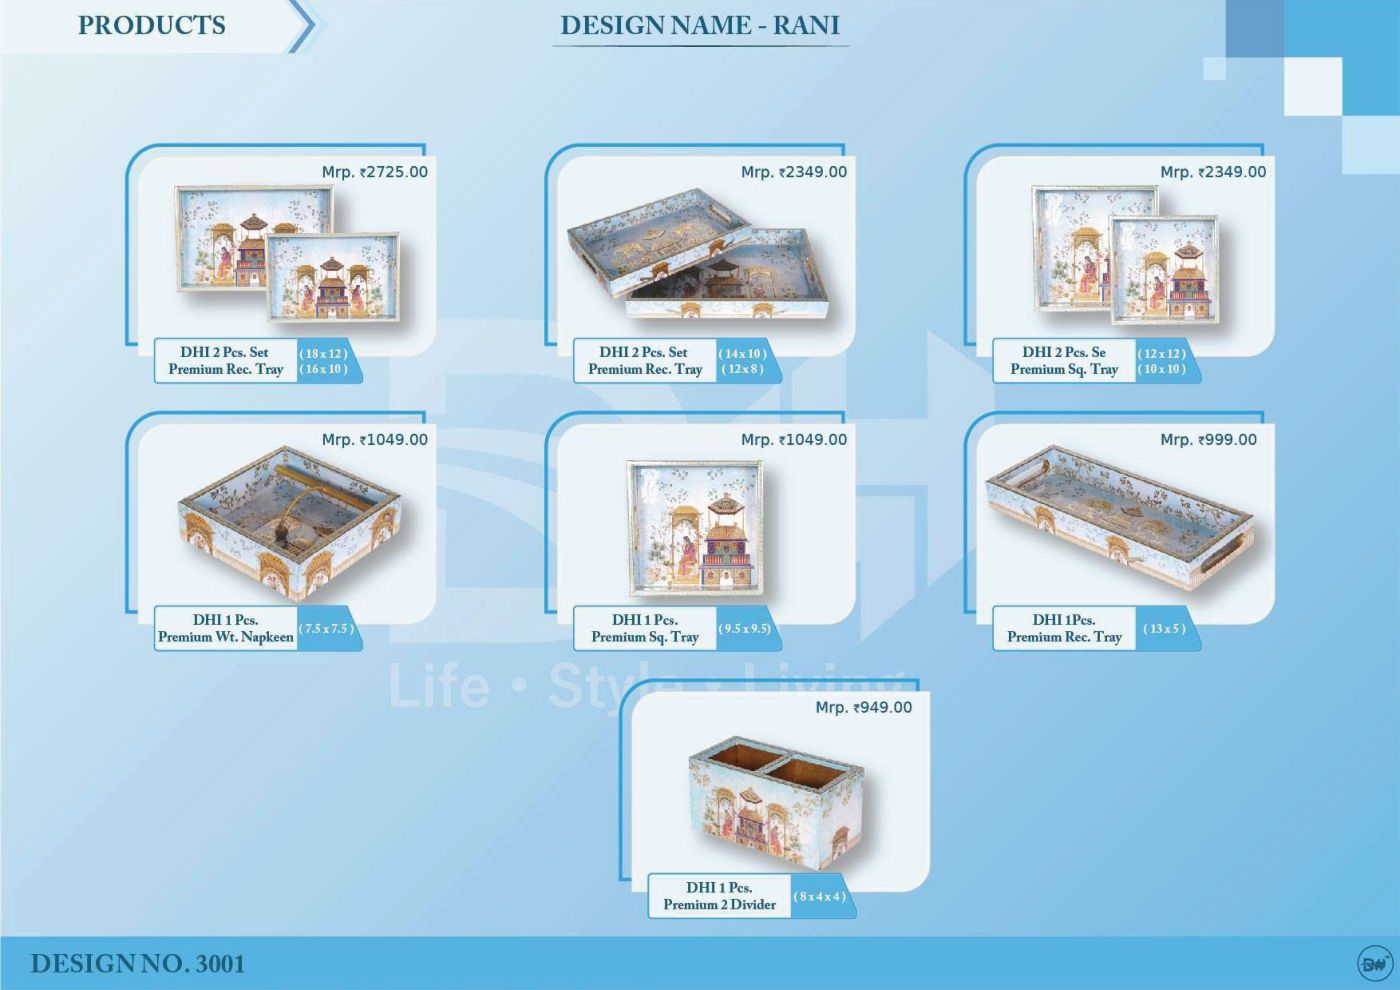 PRODUCTS
DESIGN NAME - RANI
Mrp. ₹2725.00
DHI 2 Pcs. Set
Premium Rec. Tray
( 18 x 12 )
( 16 x 10 )
Mrp. ₹2349.00
DHI 2 Pcs. Set
Premium Rec. Tray
( 14 x 10 )
( 12 x 8 )
Mrp. ₹2349.00
DHI 2 Pcs. Se
Premium Sq. Tray
( 12 x 12 )
( 10 x 10 )
Mrp. ₹1049.00
DHI 1 Pcs.
Premium Wt. Napkeen
( 7.5 x 7.5 )
Mrp. ₹1049.00
DHI 1 Pcs.
Premium Sq. Tray
( 9.5 x 9.5)
Mrp. ₹999.00
DHI 1Pcs.
Premium Rec. Tray
( 13 x 5 )
Life • Style • Living
Mrp. ₹949.00
DHI 1 Pcs.
Premium 2 Divider
( 8 x 4 x 4 )
DESIGN NO. 3001